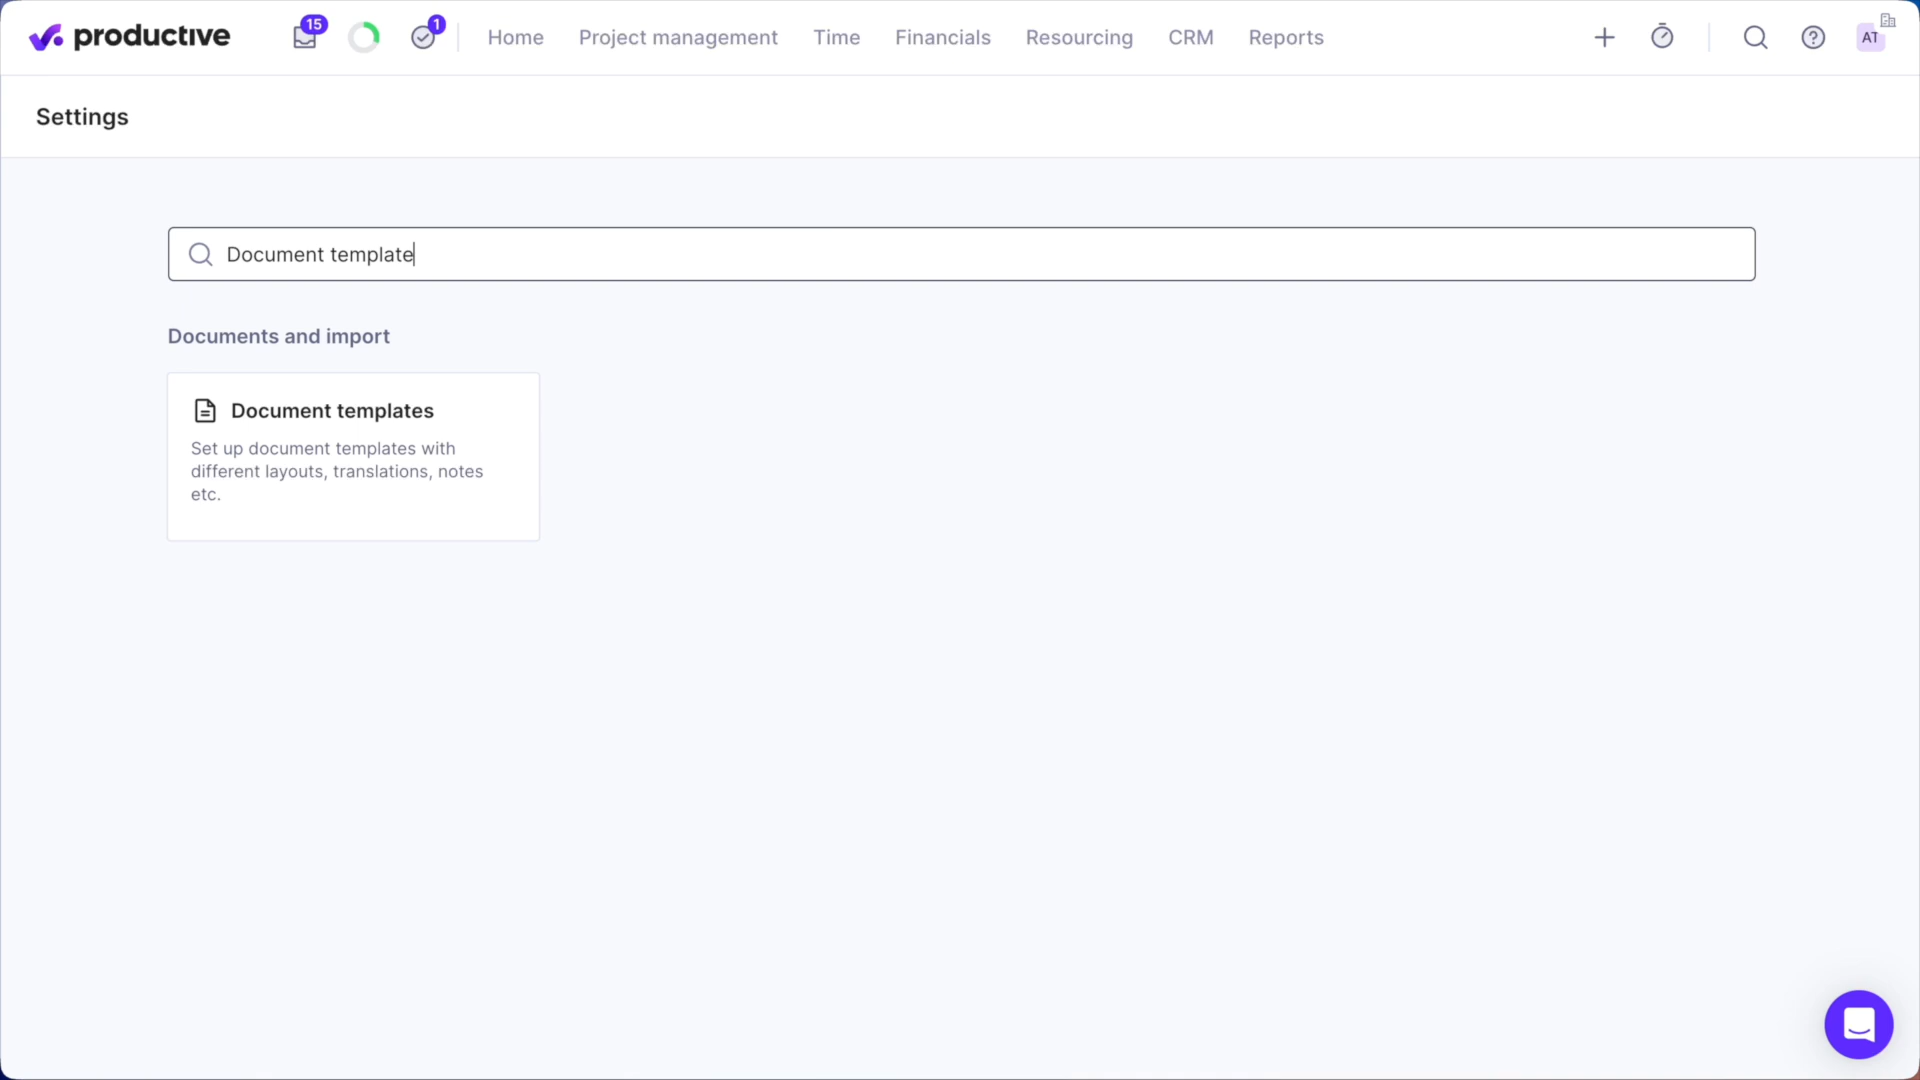 productive
15
1
Home
Project management
Time
Financials
Resourcing
CRM
Reports
AT
Settings
Document template
Documents and import
Document templates
Set up document templates with
different layouts, translations, notes
etc.